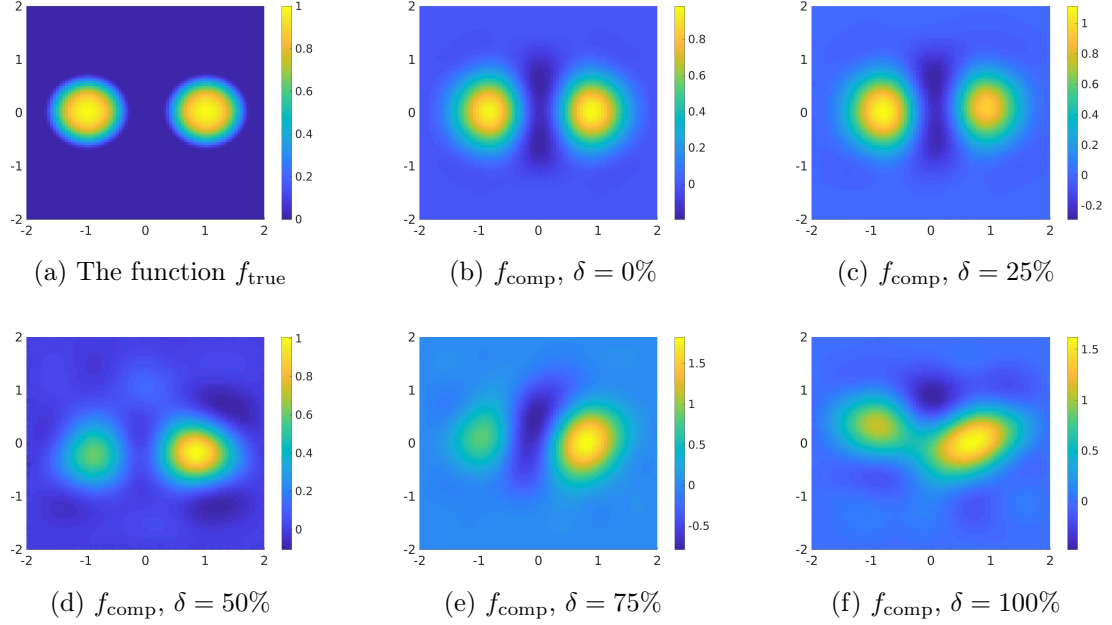 2 1 0 -1 -2
-2 -1 0 1 2
1 0.8 0.6 0.4 0.2 0
(a) The function f_true
2 1 0 -1 -2
-2 -1 0 1 2
0.8 0.6 0.4 0.2 0
(b) f_comp, δ = 0%
2 1 0 -1 -2
-2 -1 0 1 2
1 0.8 0.6 0.4 0.2 0 -0.2
(c) f_comp, δ = 25%
2 1 0 -1 -2
-2 -1 0 1 2
1 0.8 0.6 0.4 0.2 0
(d) f_comp, δ = 50%
2 1 0 -1 -2
-2 -1 0 1 2
1.5 1 0.5 0 -0.5
(e) f_comp, δ = 75%
2 1 0 -1 -2
-2 -1 0 1 2
1.5 1 0.5 0
(f) f_comp, δ = 100%